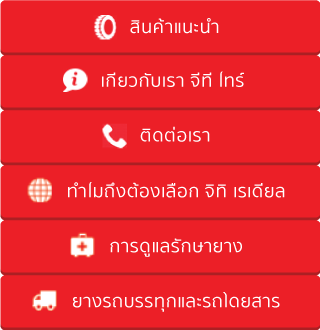 สินค้าแนะนำ
เกี่ยวกับเรา จีที ไทร์
ติดต่อเรา
ทำไมถึงต้องเลือก จิทิ เรเดียล
การดูแลรักษายาง
ยางรถบรรทุกและรถโดยสาร